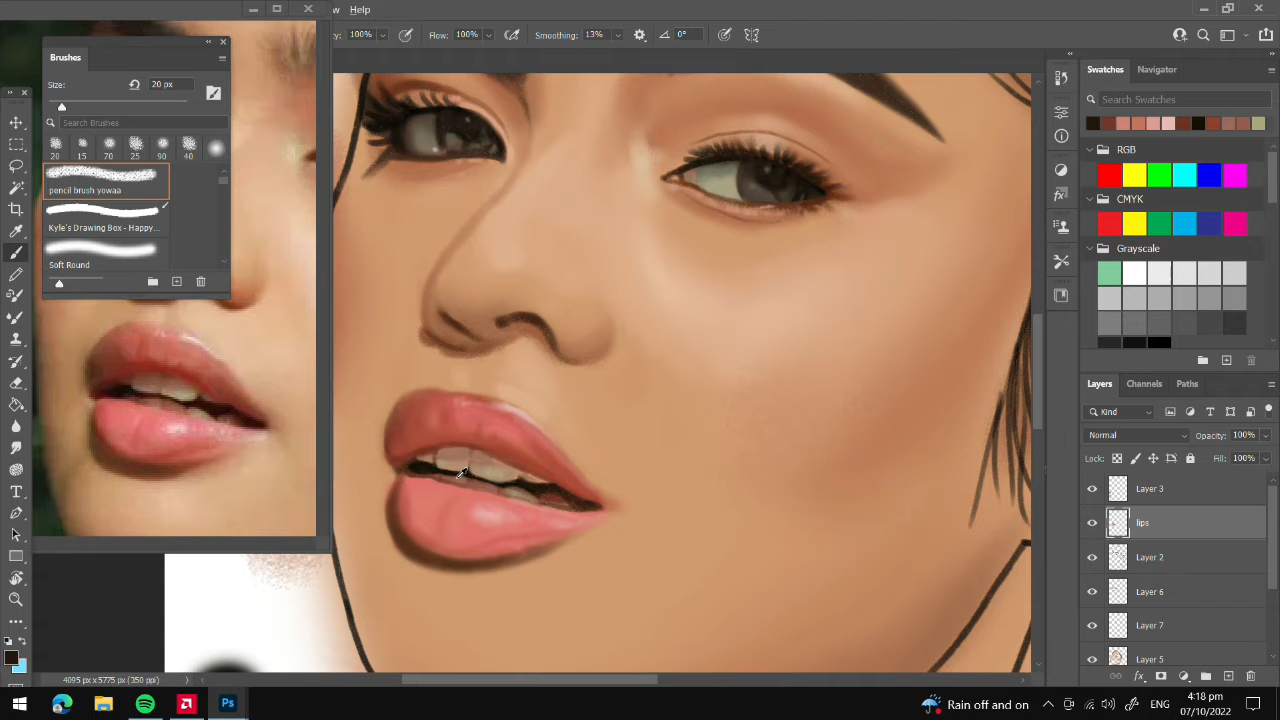 w Help
ty: 100% Flow: 100% Smoothing: 13% 0°
Brushes
Size: 20 px
Search Brushes
20 15 70 25 90 40
pencil brush yowaa
Kyle's Drawing Box - Happy...
Soft Round
Swatches Navigator
Search Swatches
RGB
CMYK
Grayscale
Layers Channels Paths
Kind
Normal Opacity: 100%
Lock: Fill: 100%
Layer 3
lips
Layer 2
Layer 6
Layer 7
Layer 5
4095 px x 5775 px (350 ppi)
Ps
Rain off and on ENG 4:18 pm
07/10/2022